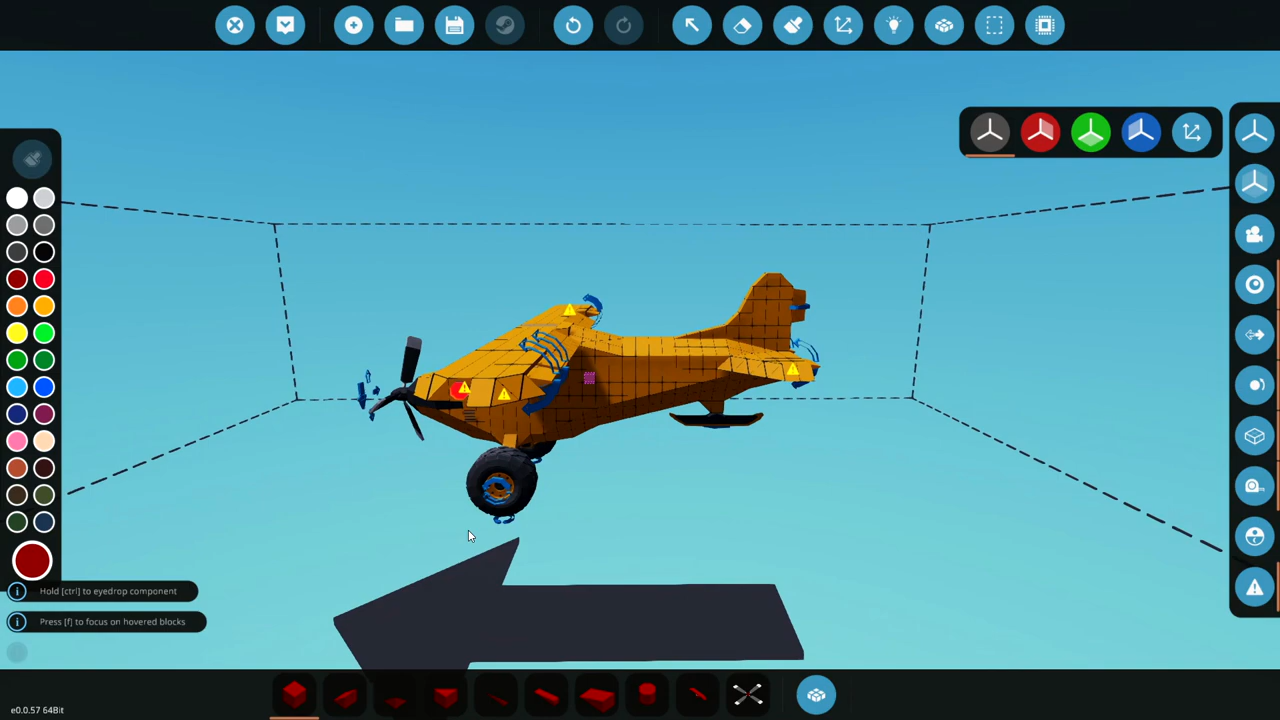 Hold [ctrl] to eyedrop component
Press [f] to focus on hovered blocks
e0.0.57 64Bit